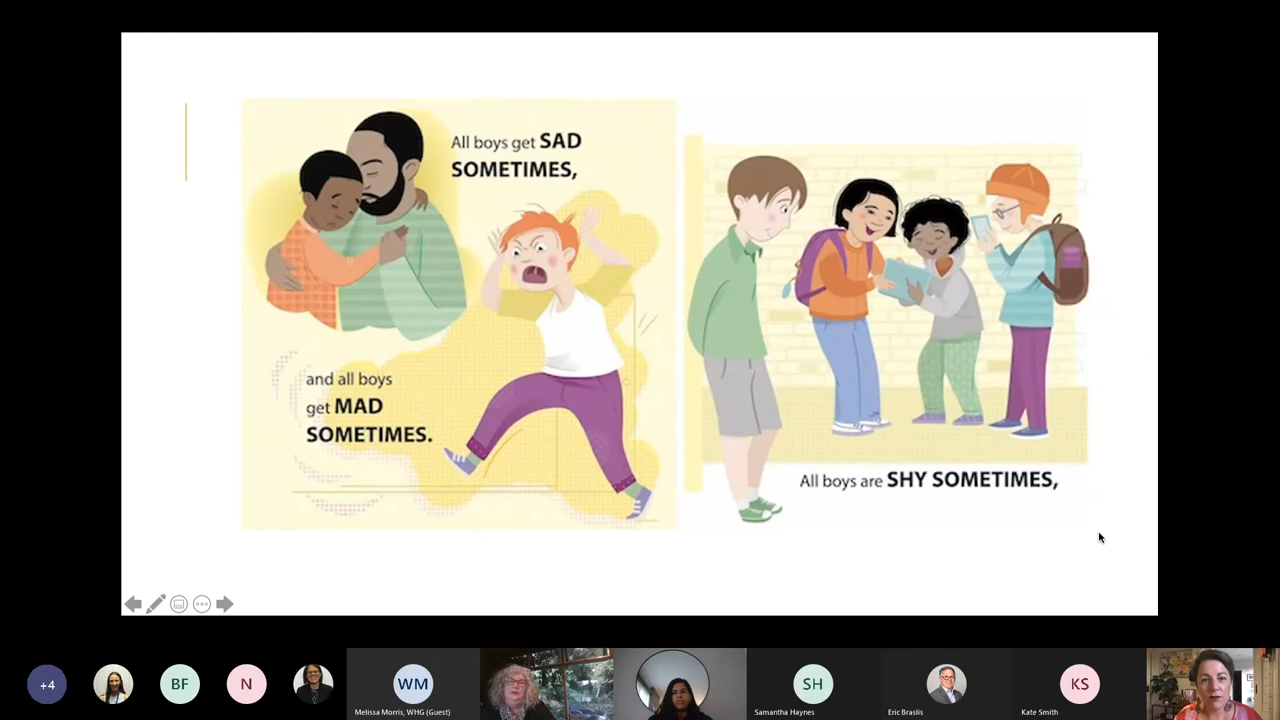 All boys get SAD
SOMETIMES,
and all boys
get MAD
SOMETIMES.
All boys are SHY SOMETIMES,
+4
BF
N
WM
SH
KS
Melissa Morris, WHG (Guest)
Samantha Haynes
Eric Braslis
Kate Smith